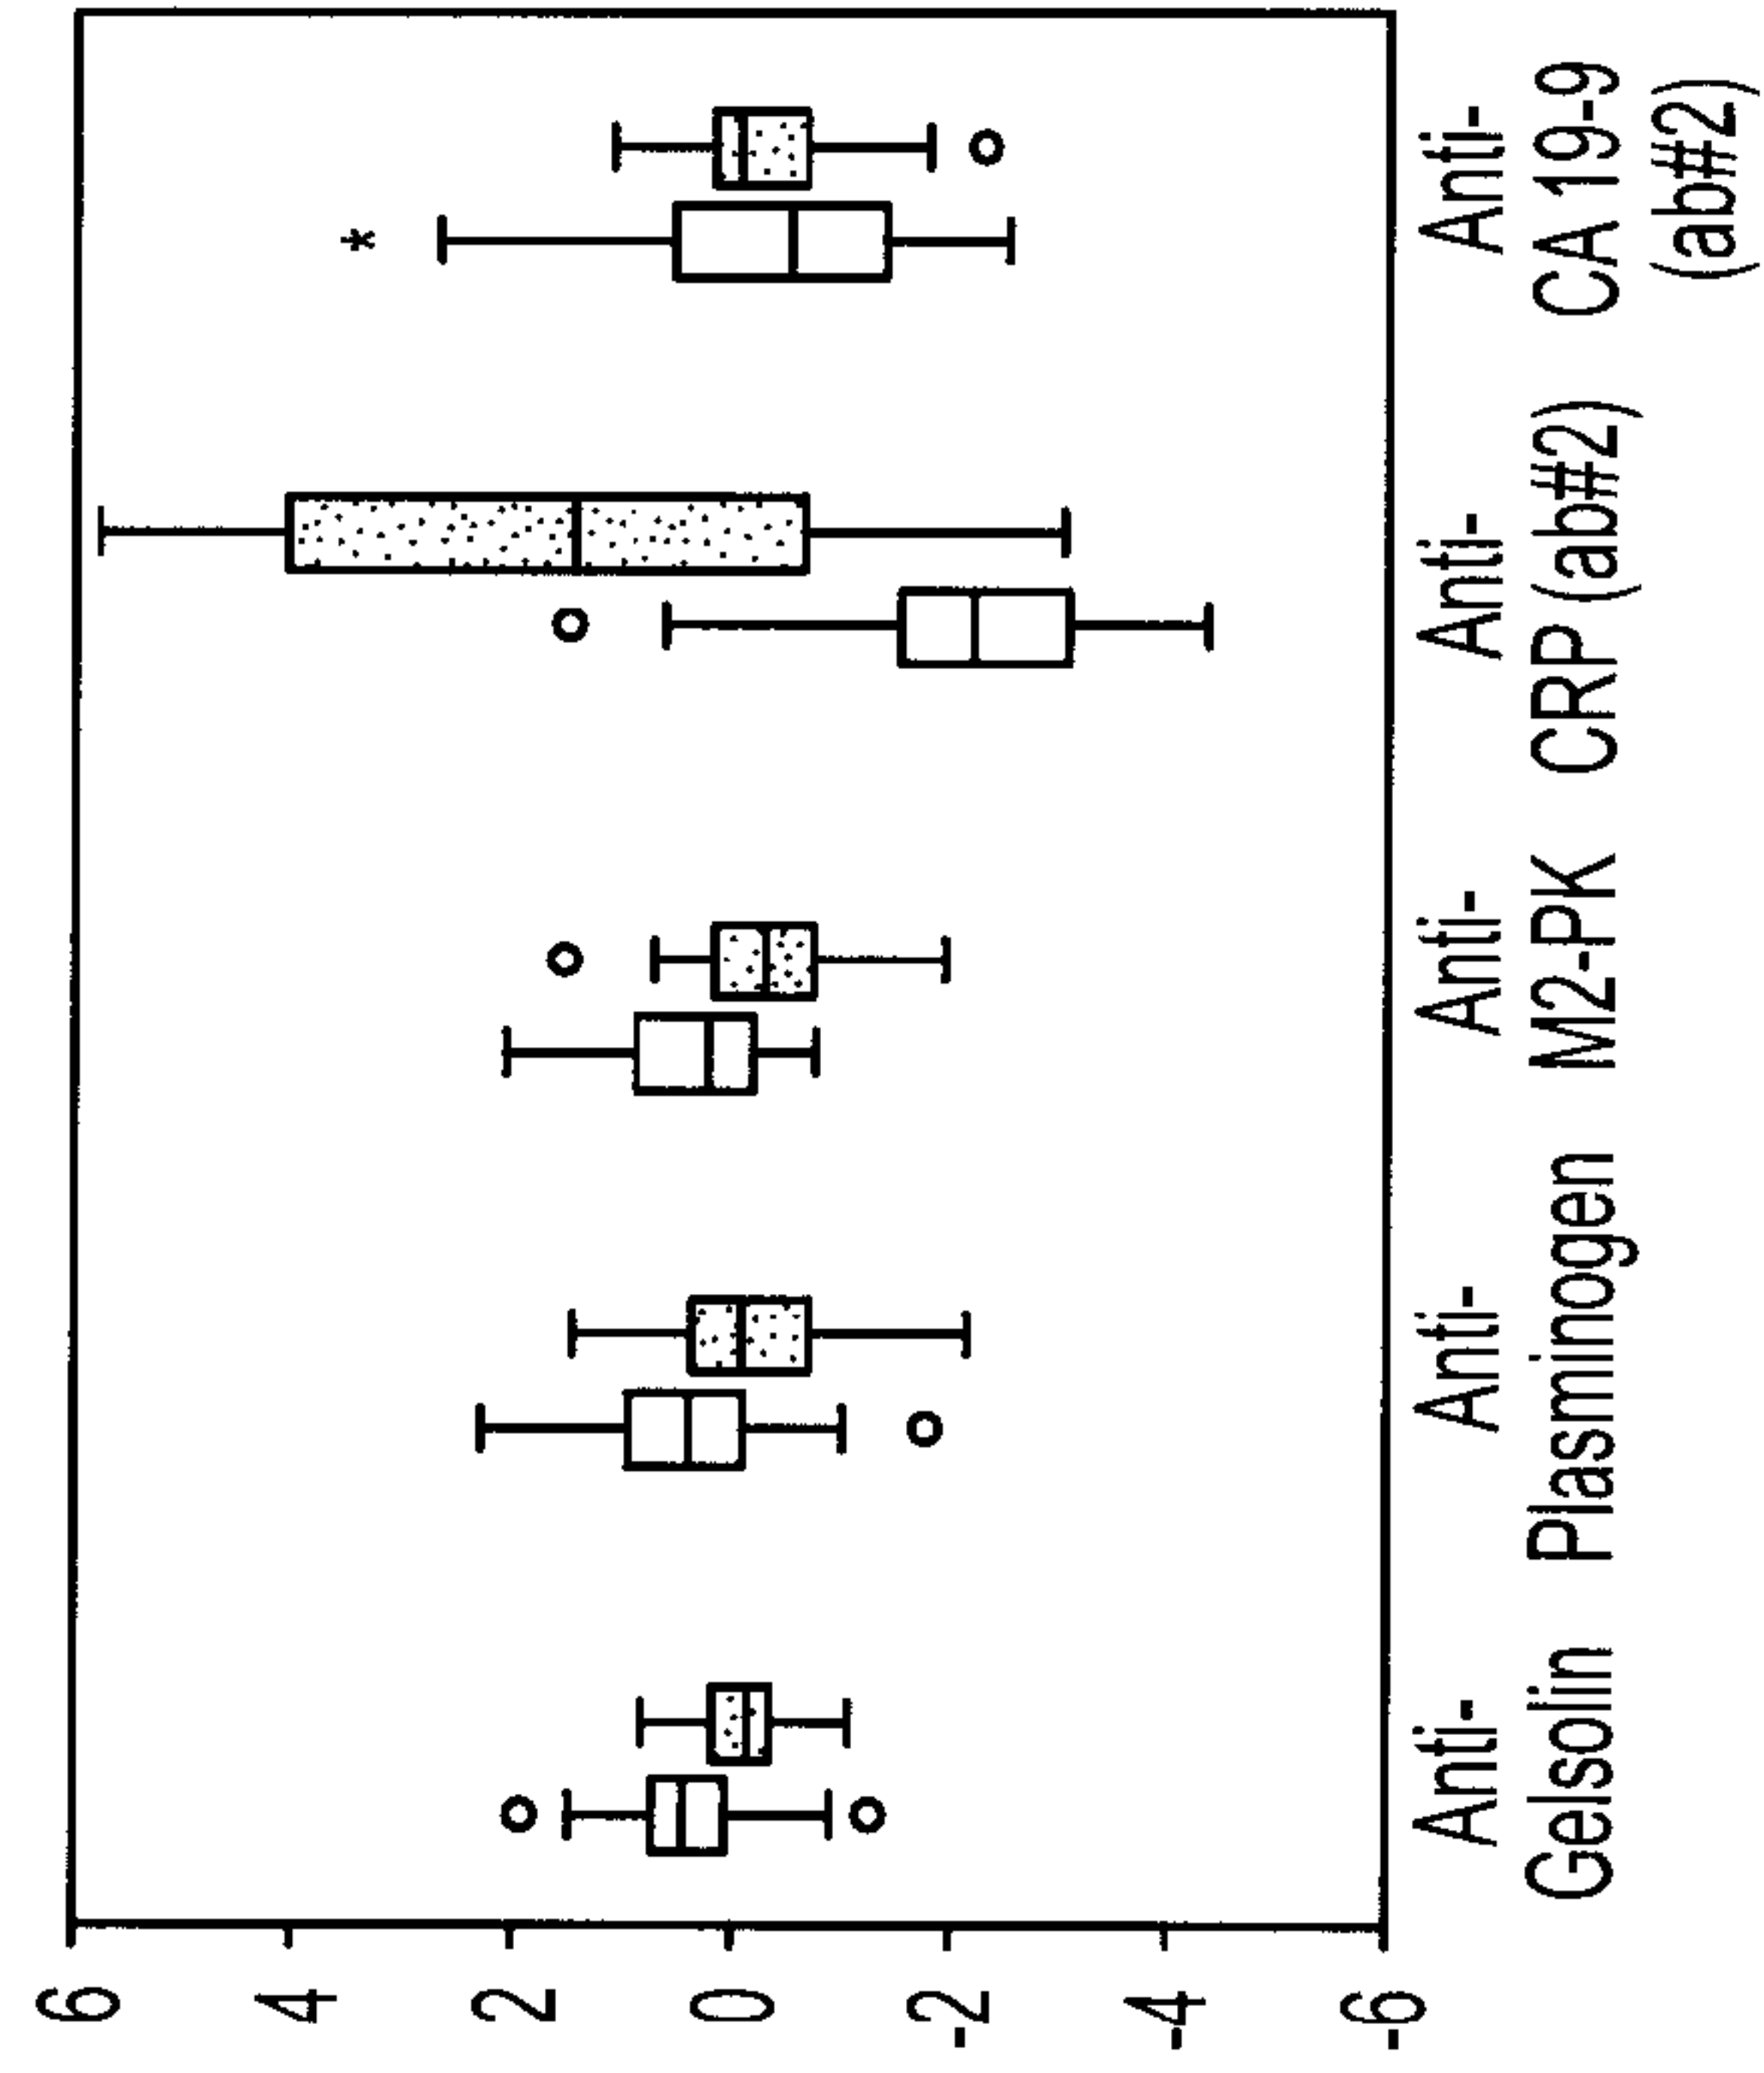 6
4
2
0
-2
-4
-6
Anti-
Gelsolin
Anti-
Plasminogen
Anti-
M2-PK
Anti-
CRP (ab#2)
Anti-
CA 19-9
(ab#2)
*